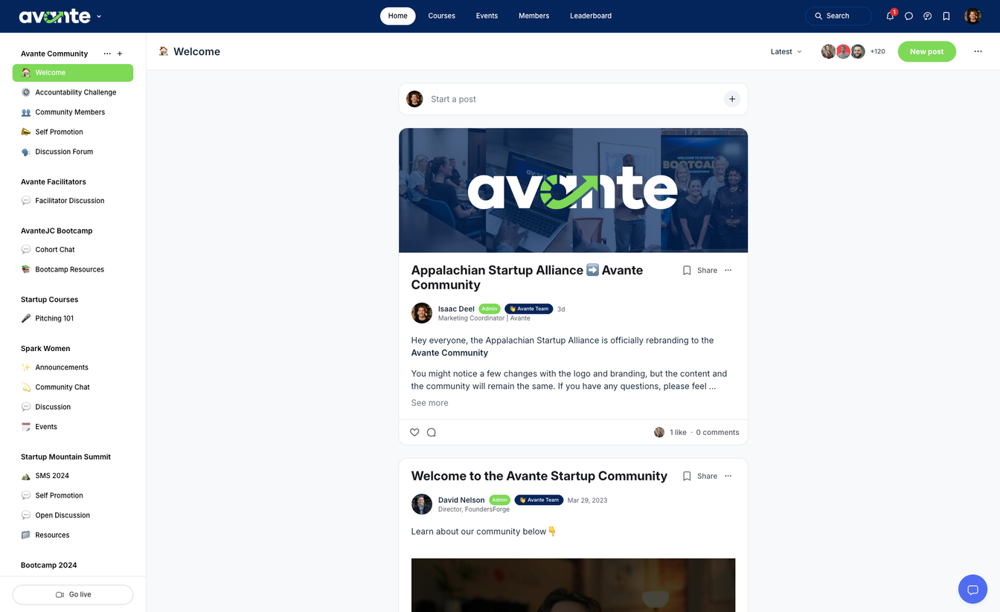 avante
Home
Courses
Events
Members
Leaderboard
Search
1
Avante Community
Welcome
Accountability Challenge
Community Members
Self Promotion
Discussion Forum
Avante Facilitators
Facilitator Discussion
AvanteJC Bootcamp
Cohort Chat
Bootcamp Resources
Startup Courses
Pitching 101
Spark Women
Announcements
Community Chat
Discussion
Events
Startup Mountain Summit
SMS 2024
Self Promotion
Open Discussion
Resources
Bootcamp 2024
Go live
Welcome
Latest
+120
New post
Start a post
WELCOME TO STARTUP
BOOTCAMP
avante
Appalachian Startup Alliance ➡️ Avante
Community
Share
Isaac Deel Admin 👋 Avante Team 3d
Marketing Coordinator | Avante
Hey everyone, the Appalachian Startup Alliance is officially rebranding to the
Avante Community
You might notice a few changes with the logo and branding, but the content and
the community will remain the same. If you have any questions, please feel ...
See more
1 like · 0 comments
Welcome to the Avante Startup Community
Share
David Nelson Admin 👋 Avante Team Mar 29, 2023
Director, FoundersForge
Learn about our community below👇